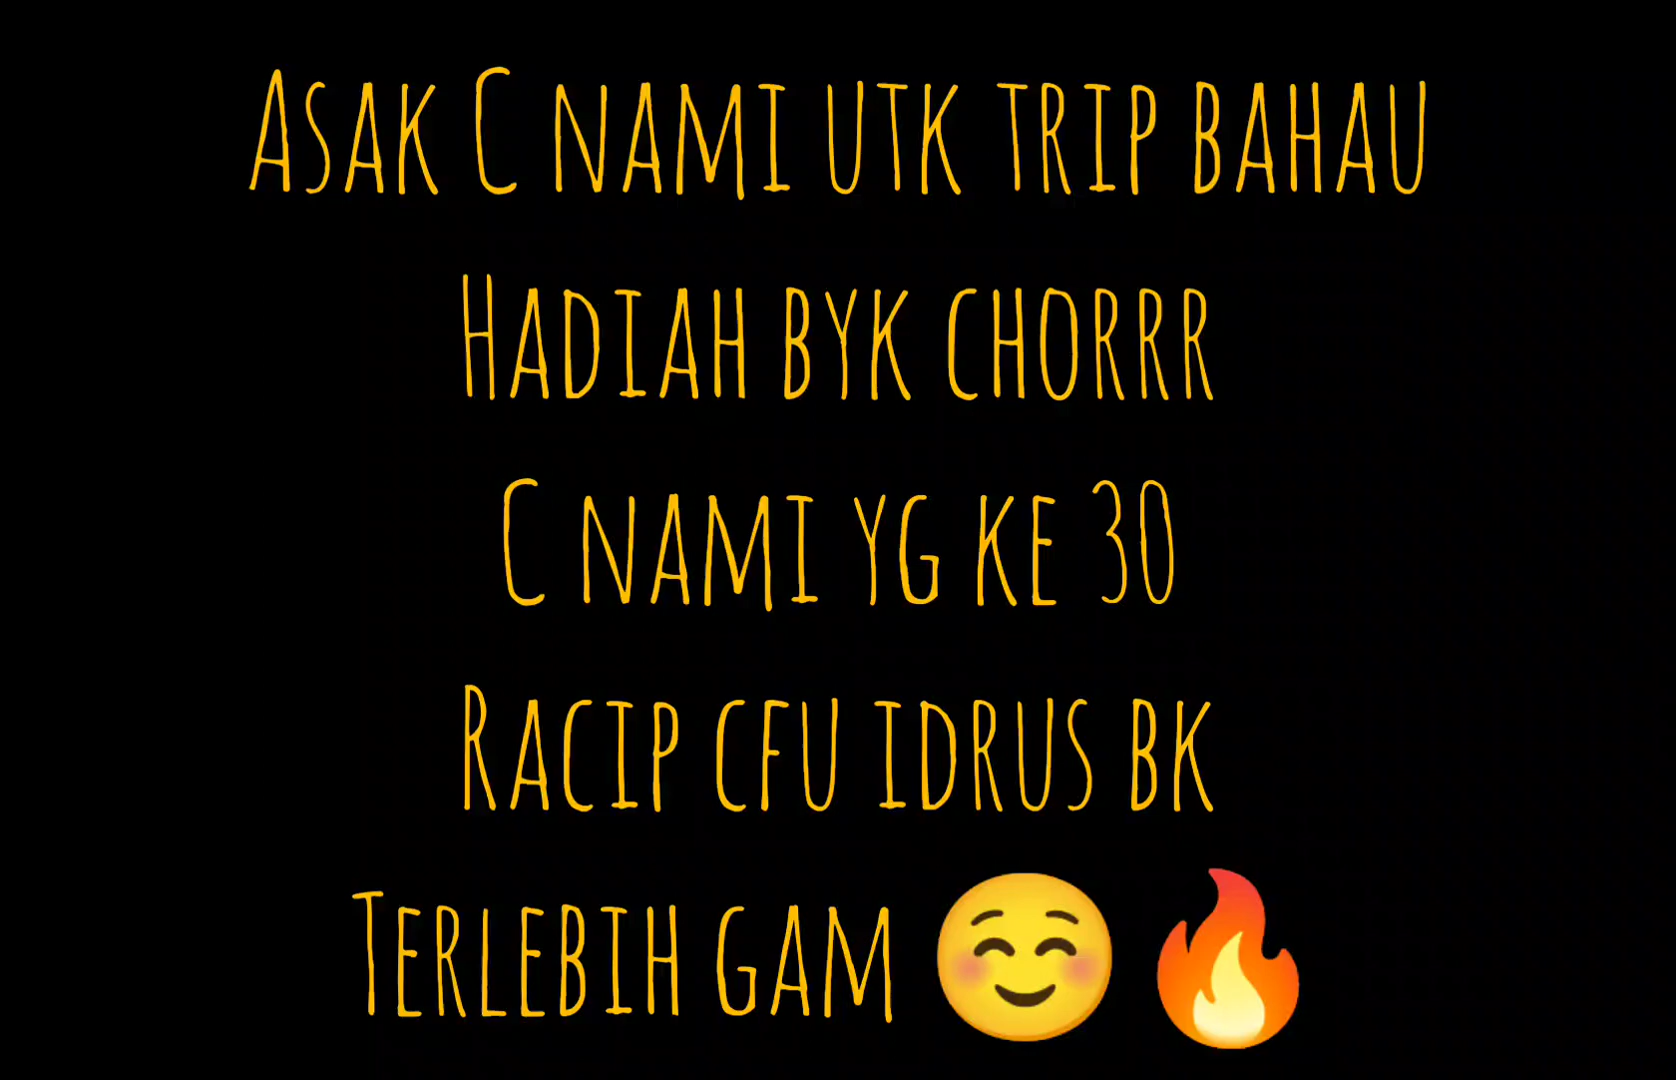 Asak C nami utk trip bahau
Hadiah byk chorrr
C nami yg ke 30
Racip cfu idrus bk
Terlebih gam ☺️ 🔥